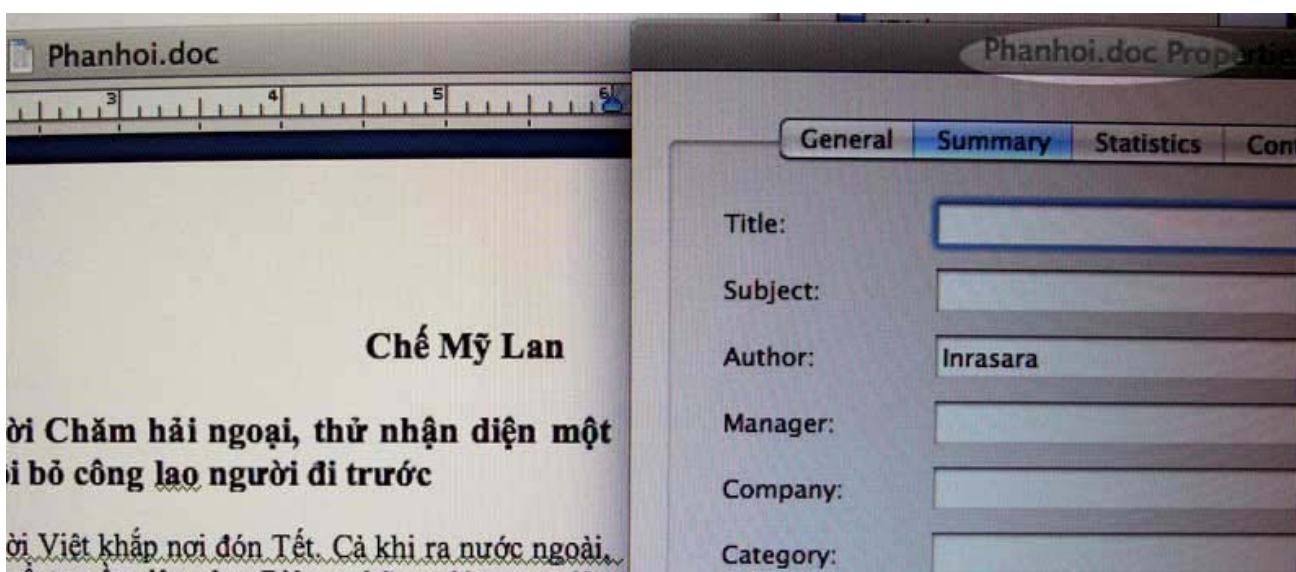 Phanhoi.doc
3 4 5 6
Chế Mỹ Lan
ời Chăm hải ngoại, thử nhận diện một
bỏ công lao người đi trước
ời Việt khắp nơi đón Tết. Cả khi ra nước ngoài,
Phanhoi.doc Properties
General Summary Statistics Con
Title:
Subject:
Author: Inrasara
Manager:
Company:
Category: